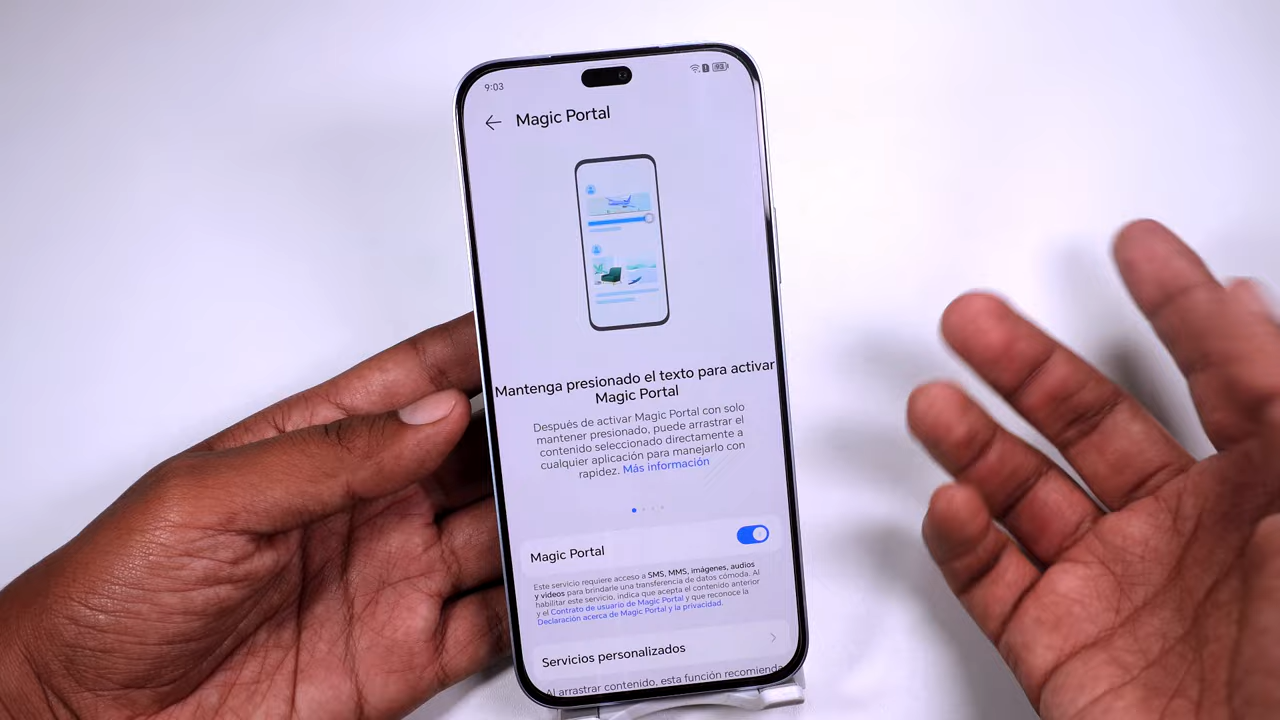 9:03
93
Magic Portal
Mantenga presionado el texto para activar
Magic Portal
Después de activar Magic Portal con solo
mantener presionado, puede arrastrar el
contenido seleccionado directamente a
cualquier aplicación para manejarlo con
rapidez. Más información
Magic Portal
Este servicio requiere acceso a SMS, MMS, imágenes, audios
y videos para brindarle una transferencia de datos cómoda. Al
habilitar este servicio, indica que acepta el contenido anterior
y el Contrato de usuario de Magic Portal y que reconoce la
Declaración acerca de Magic Portal y la privacidad.
Servicios personalizados
Al arrastrar contenido, esta función recomienda